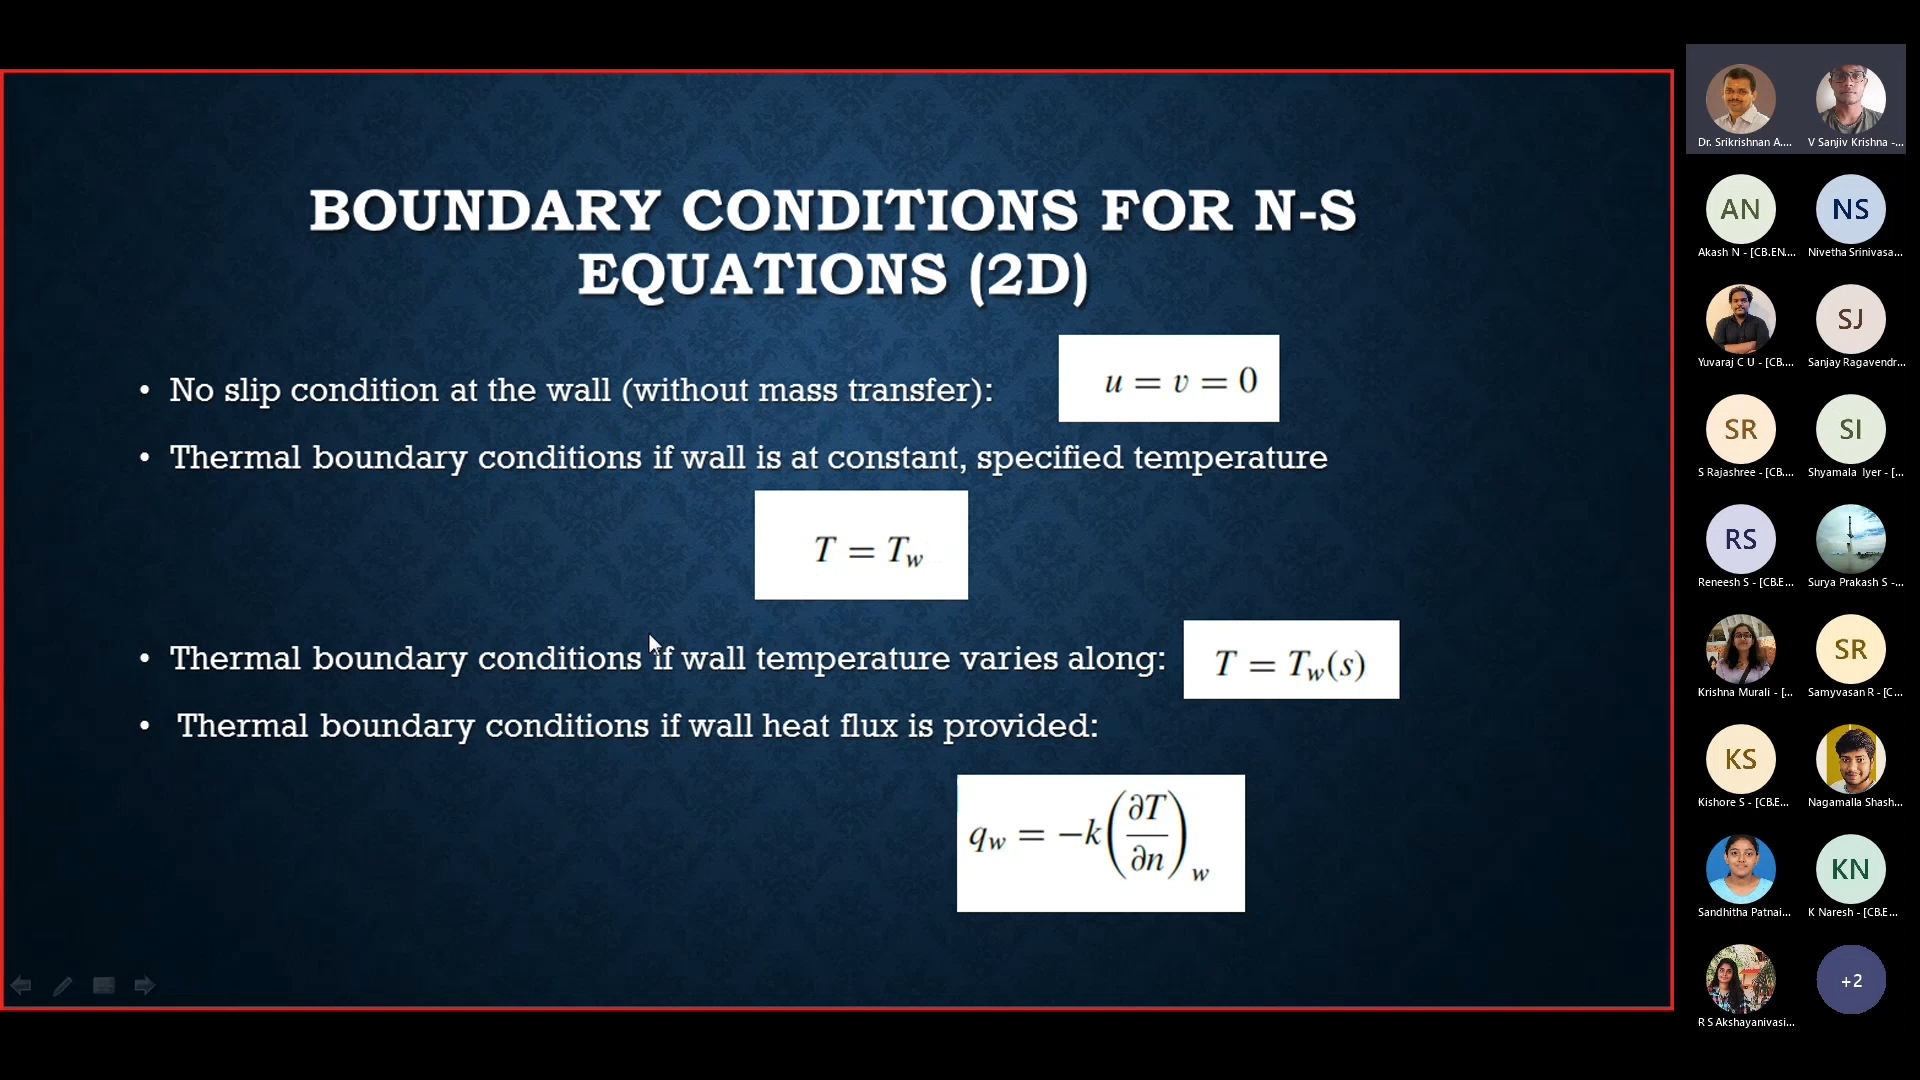 BOUNDARY CONDITIONS FOR N-S
EQUATIONS (2D)
• No slip condition at the wall (without mass transfer):
u = v = 0
• Thermal boundary conditions if wall is at constant, specified temperature
T = T_w
• Thermal boundary conditions if wall temperature varies along:
T = T_w(s)
• Thermal boundary conditions if wall heat flux is provided:
q_w = −k(∂T/∂n)_w
Dr. Srikrishnan A....
V Sanjiv Krishna -...
AN
NS
Akash N - [CB.EN....
Nivetha Srinivasa...
SJ
Yuvaraj C U - [CB....
Sanjay Ragavendr...
SR
SI
S Rajashree - [CB....
Shyamala Iyer - [...
RS
Reneesh S - [CB.E...
Surya Prakash S -...
SR
Krishna Murali - [...
Samyvasan R - [C...
KS
Kishore S - [CB.E...
Nagamalla Shash...
KN
Sandhitha Patnai...
K Naresh - [CB.E...
+2
R S Akshayanivasi...